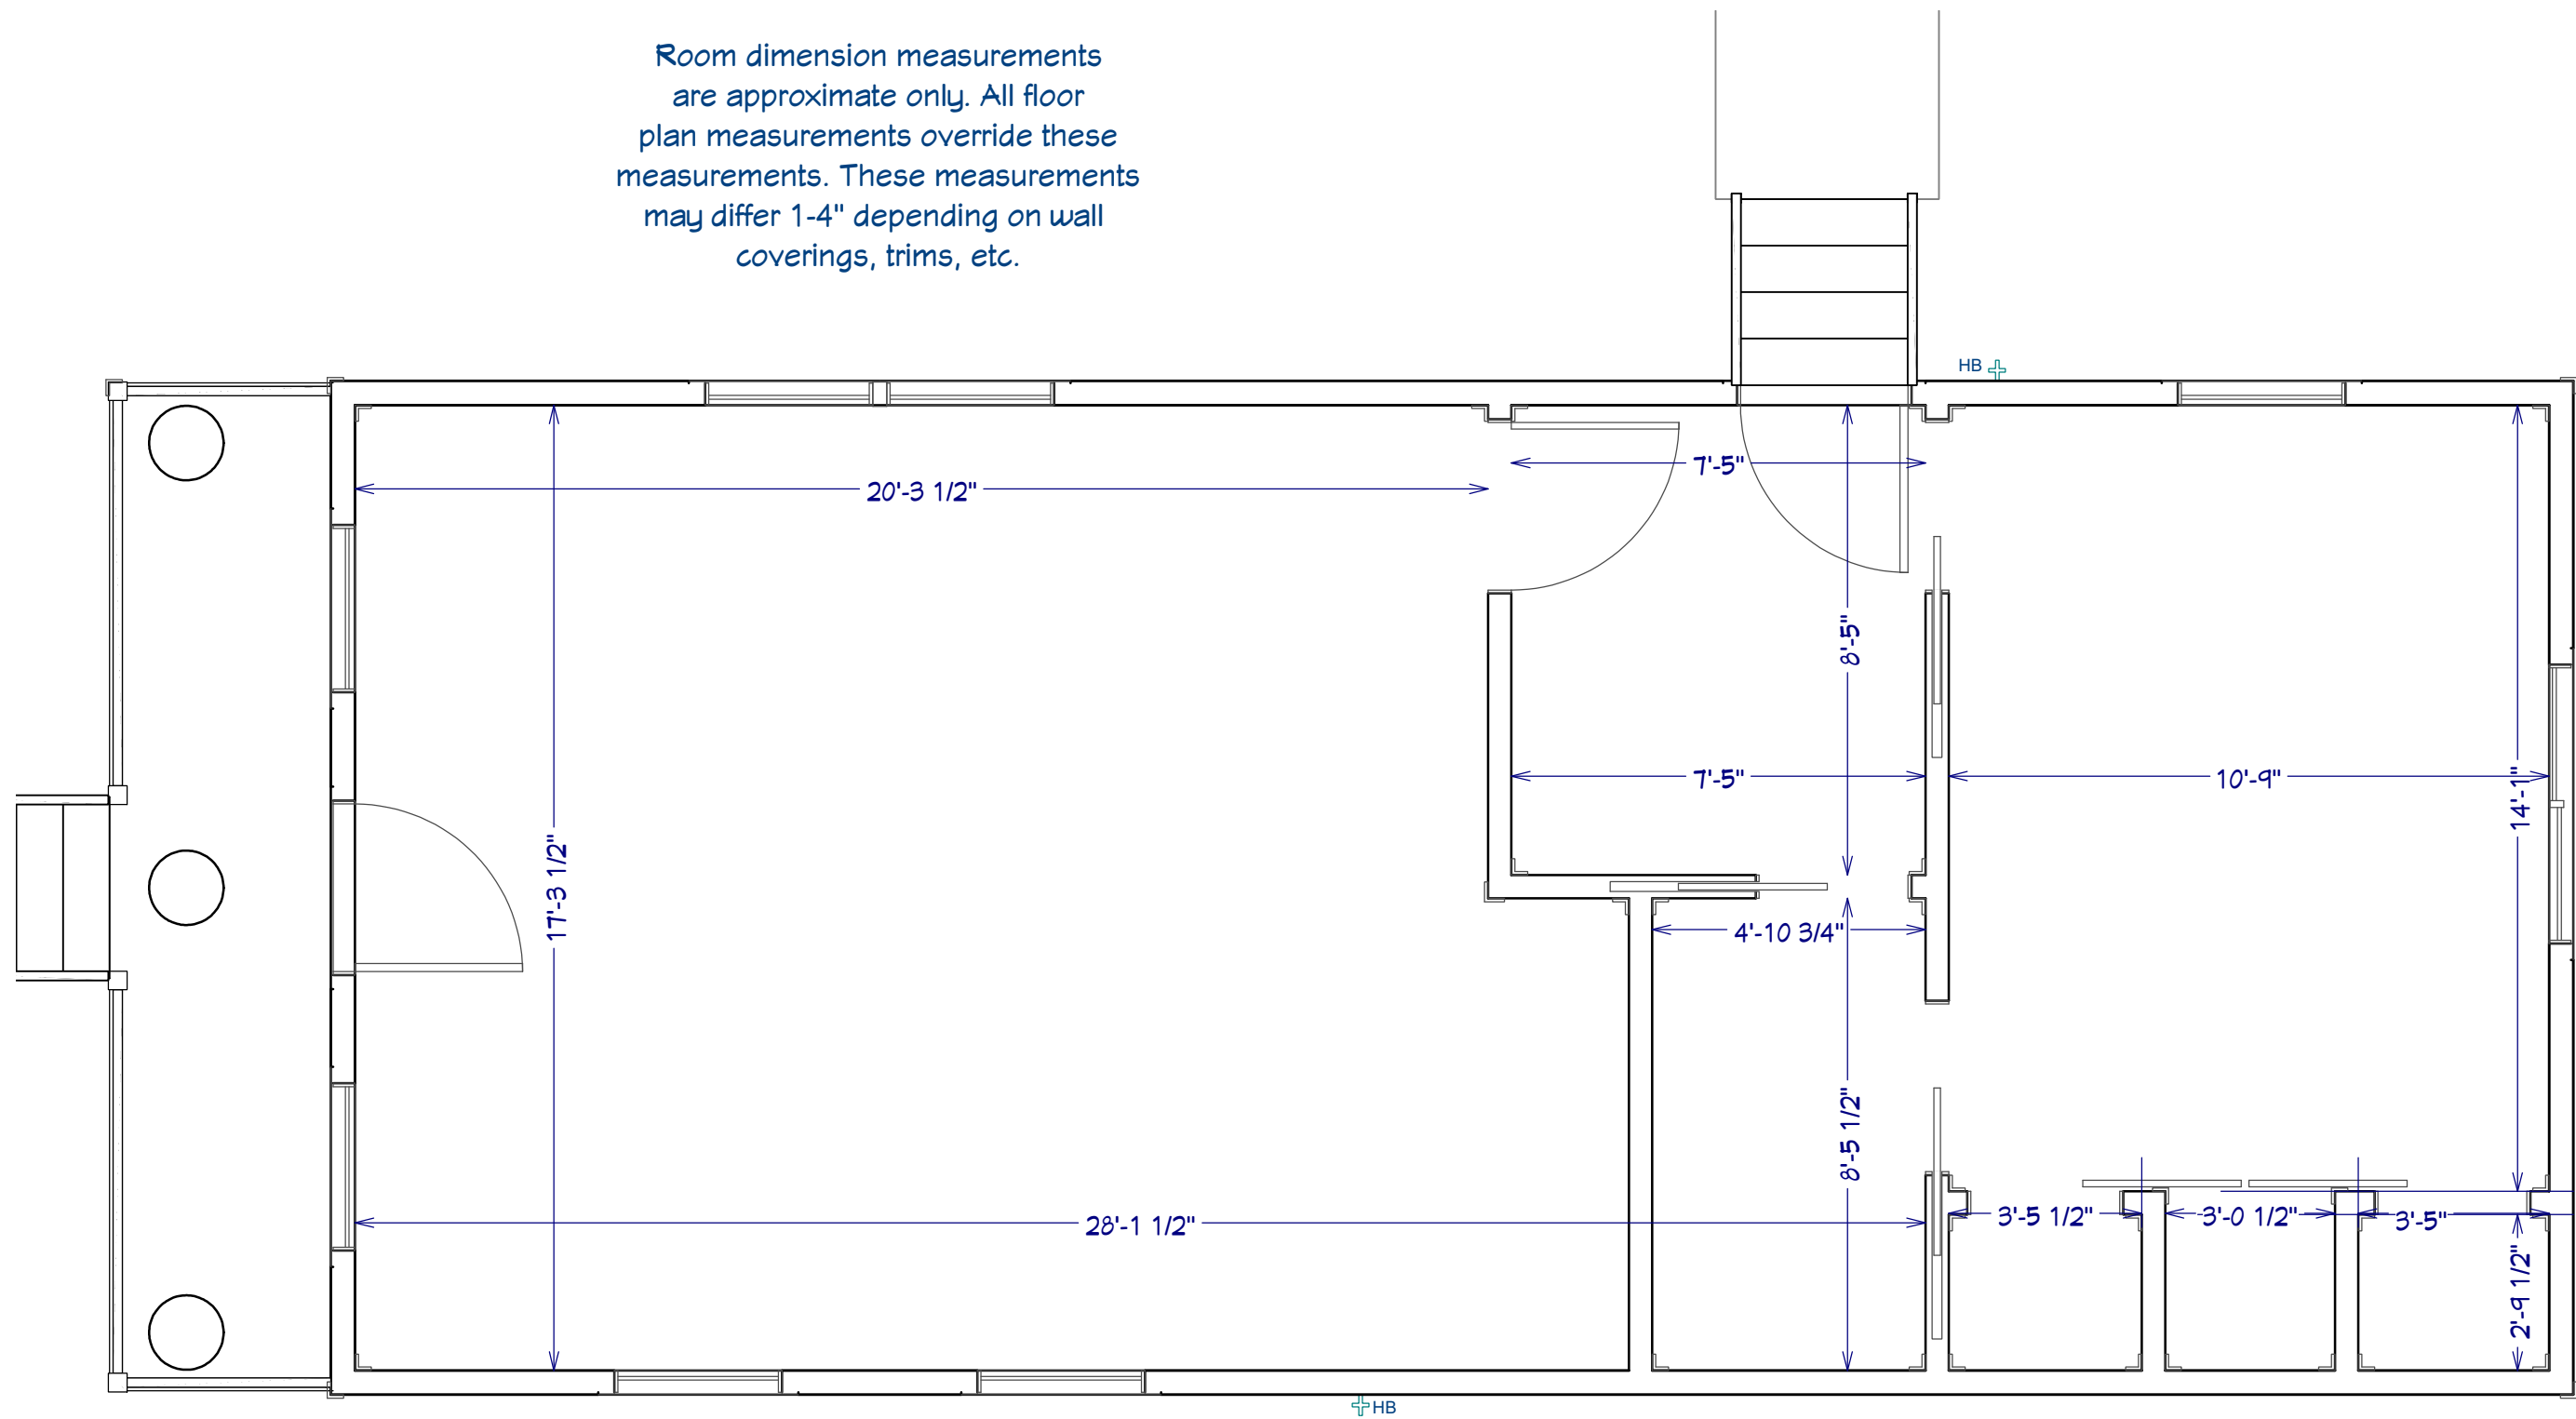 Room dimension measurements
are approximate only. All floor
plan measurements override these
measurements. These measurements
may differ 1-4" depending on wall
coverings, trims, etc.
HB
7'-5"
20'-3 1/2"
8'-5"
7'-5"
10'-9"
14'-1"
17'-3 1/2"
4'-10 3/4"
8'-5 1/2"
3'-5 1/2"
3'-0 1/2"
3'-5"
28'-1 1/2"
2'-9 1/2"
HB